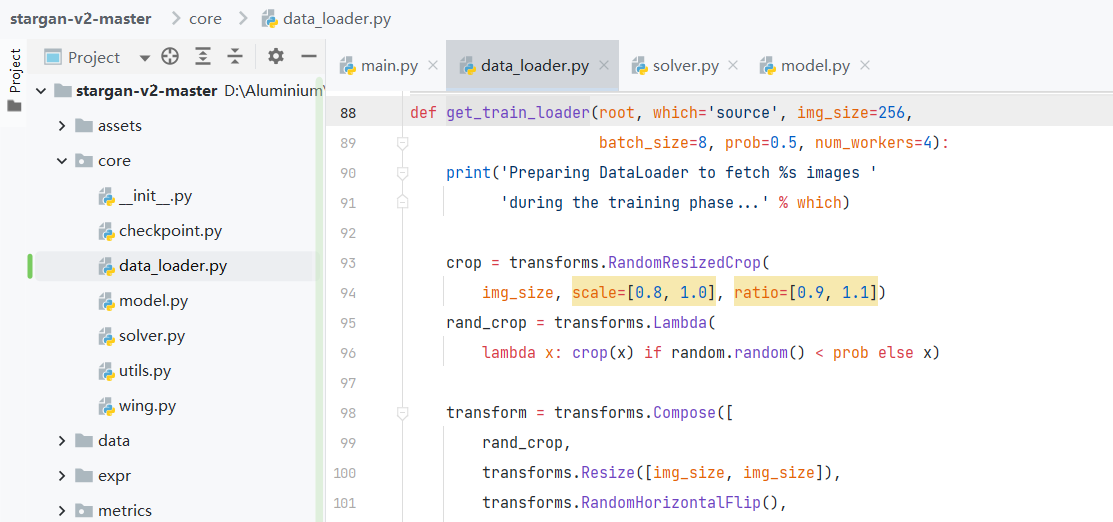 stargan-v2-master > core > data_loader.py
Project
Project
main.py × data_loader.py × solver.py × model.py ×
stargan-v2-master D:\Aluminium\
assets
core
__init__.py
checkpoint.py
data_loader.py
model.py
solver.py
utils.py
wing.py
data
expr
metrics
88 def get_train_loader(root, which='source', img_size=256,
89 batch_size=8, prob=0.5, num_workers=4):
90 print('Preparing DataLoader to fetch %s images '
91 'during the training phase...' % which)
92
93 crop = transforms.RandomResizedCrop(
94 img_size, scale=[0.8, 1.0], ratio=[0.9, 1.1])
95 rand_crop = transforms.Lambda(
96 lambda x: crop(x) if random.random() < prob else x)
97
98 transform = transforms.Compose([
99 rand_crop,
100 transforms.Resize([img_size, img_size]),
101 transforms.RandomHorizontalFlip(),